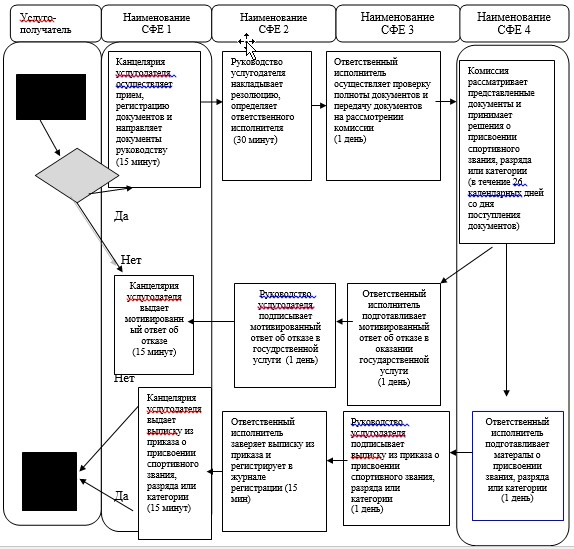 Услуго-
получатель
Наименование
СФЕ 1
Наименование
СФЕ 2
Наименование
СФЕ 3
Наименование
СФЕ 4
Канцелярия
услугодателя
осуществляет
прием,
регистрацию
документов и
направляет
документы
руководству
(15 минут)
Руководство
услугодателя
накладывает
резолюцию,
определяет
ответственного
исполнителя
(30 минут)
Ответственный
исполнитель
осуществляет проверку
полноты документов и
передачу документов
на рассмотрении
комиссии
(1 день)
Комиссия
рассматривает
представленные
документы и
принимает
решения о
присвоении
спортивного
звания, разряда
или категории
(в течение 26
календарных дней
со дня
поступления
документов)
Да
Нет
Канцелярия
услугодателя
выдает
мотивированн
ый ответ об
отказе
(15 минут)
Руководство
услугодателя
подписывает
мотивированный
ответ об отказе в
госудрственной
услуги (1 день)
Ответственный
исполнитель
подготавливает
мотивированный
ответ об отказе в
оказании
государственной
услуги
(1 день)
Нет
Канцелярия
услугодателя
выдает
выписку из
приказа о
присвоении
спортивного
звания,
разряда или
категории
(15 минут)
Ответственный
исполнитель
заверяет выписку из
приказа и
регистрирует в
журнале
регистрации (15
мин)
Руководство
услугодателя
подписывает
выписку из приказа о
присвоении
спортивного звания,
разряда или
категории
(1 день)
Ответственный
исполнитель
подготавливает
матералы о
присвоении
звания, разряда
или категории
(1 день)
Да